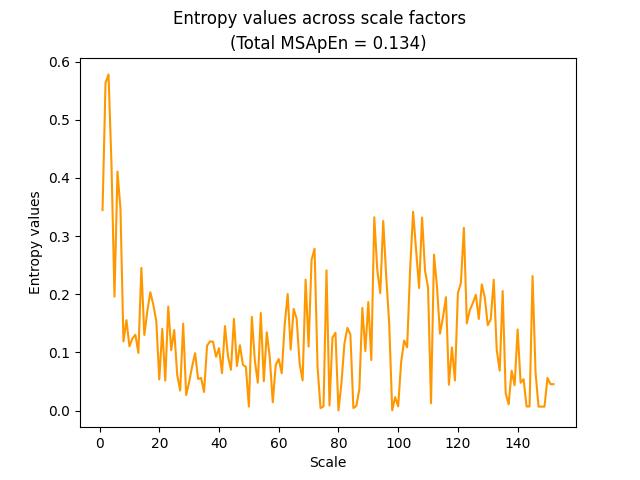 Entropy values across scale factors
(Total MSApEn = 0.134)
0.6
0.5
0.4
0.3
0.2
0.1
0.0
Entropy values
0 20 40 60 80 100 120 140
Scale